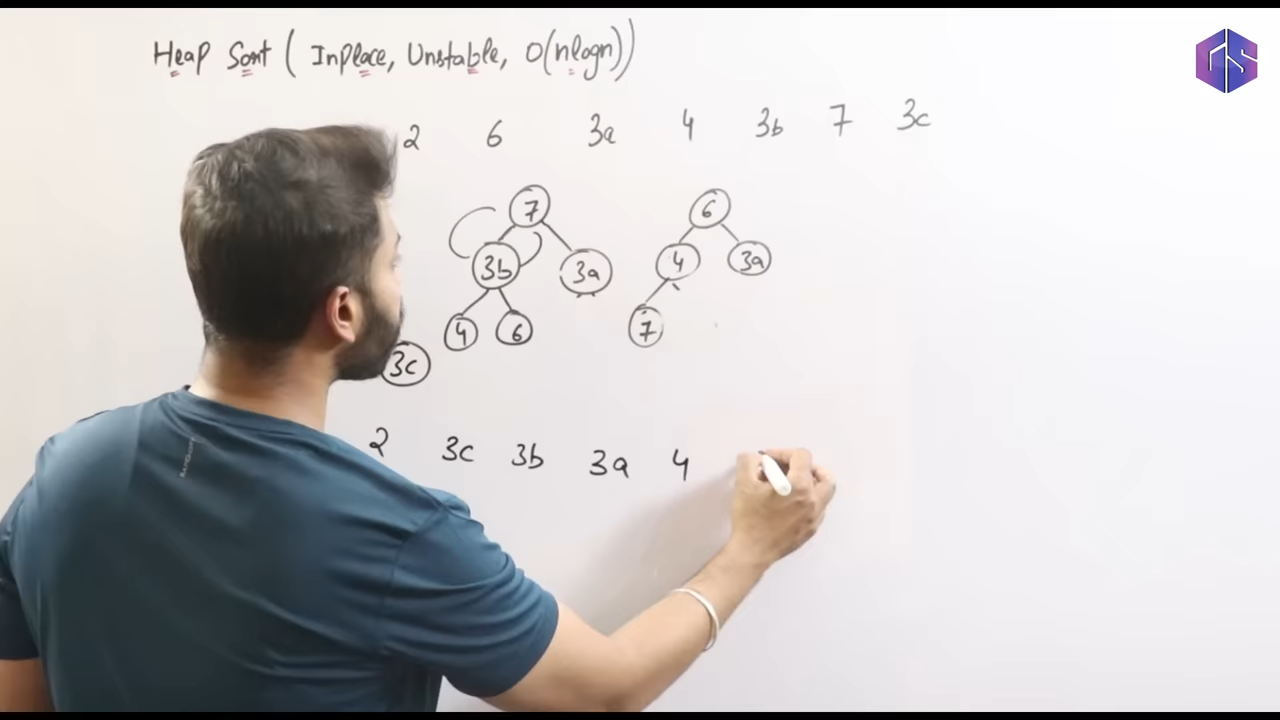 Heap Sort ( Inplace, Unstable, O(nlogn))
2 6 3a 4 3b 7 3c
7 6
3b 3a 4 3a
4 6 7
3c
2 3c 3b 3a 4